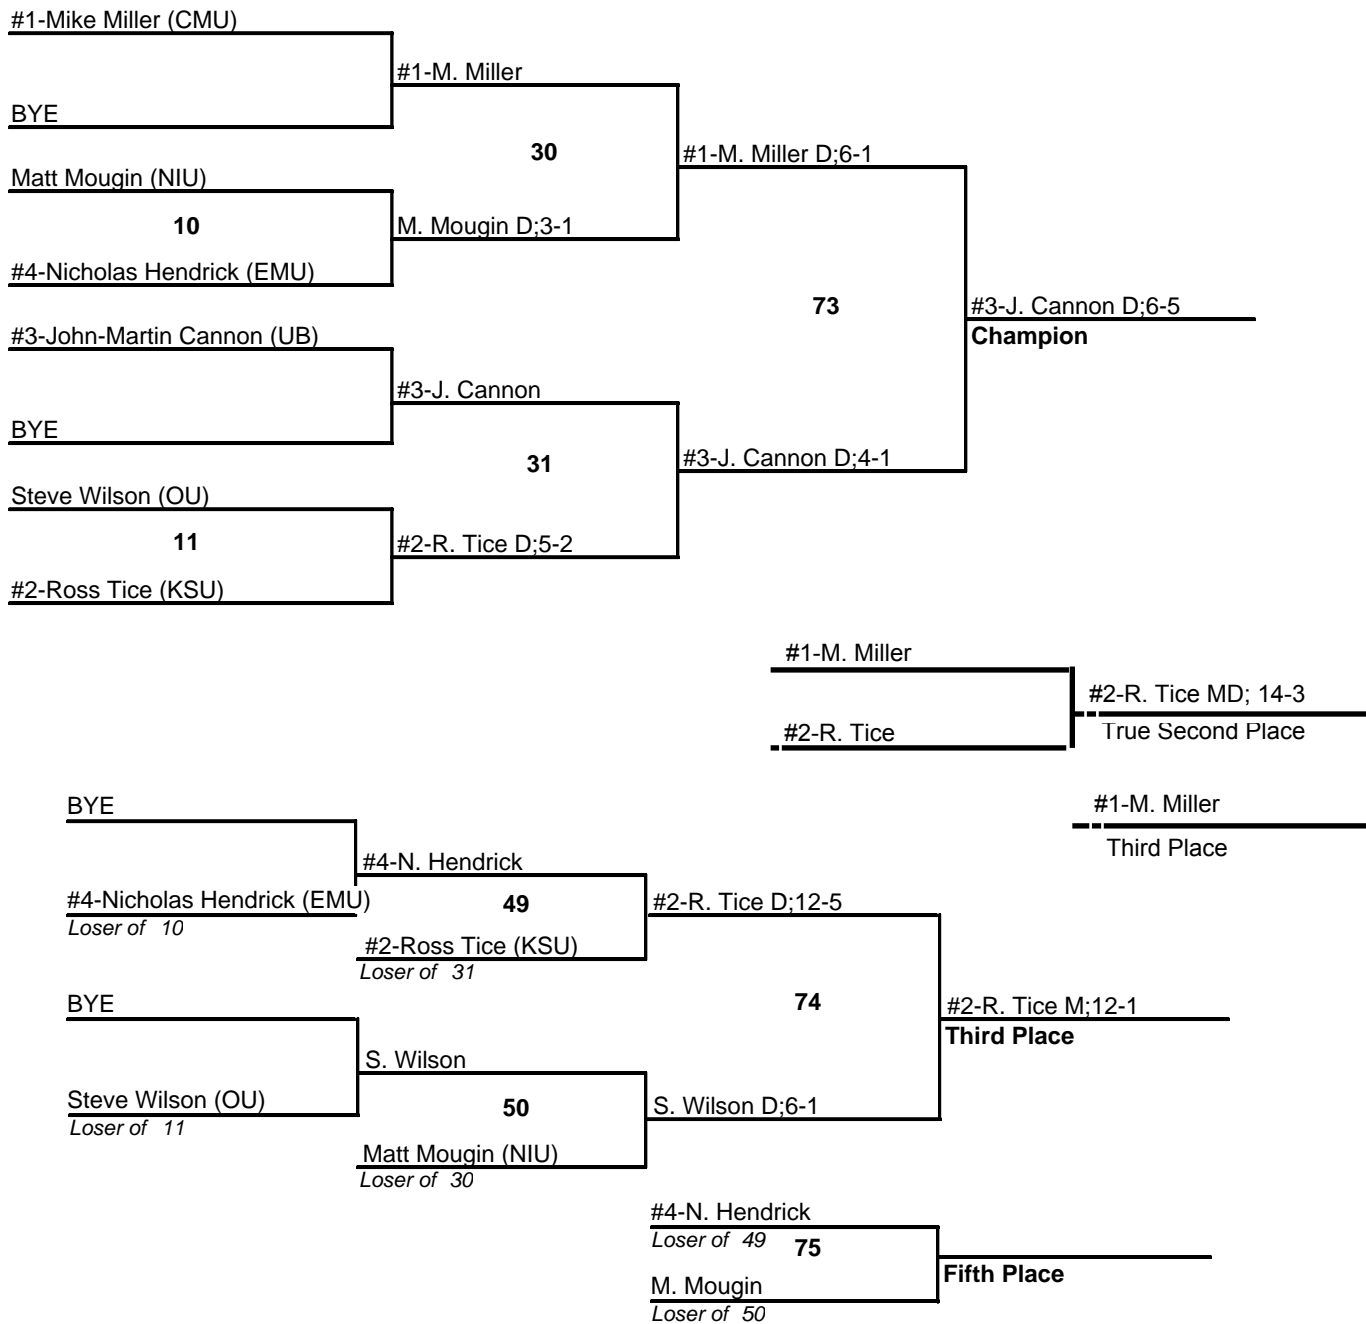 #1-Mike Miller (CMU)
#1-M. Miller
BYE
30
#1-M. Miller D;6-1
Matt Mougin (NIU)
10
M. Mougin D;3-1
#4-Nicholas Hendrick (EMU)
73
#3-J. Cannon D;6-5
Champion
#3-John-Martin Cannon (UB)
#3-J. Cannon
BYE
31
#3-J. Cannon D;4-1
Steve Wilson (OU)
11
#2-R. Tice D;5-2
#2-Ross Tice (KSU)
#1-M. Miller
#2-R. Tice MD; 14-3
#2-R. Tice
True Second Place
#1-M. Miller
Third Place
BYE
#4-N. Hendrick
#4-Nicholas Hendrick (EMU)
Loser of 10
49
#2-R. Tice D;12-5
#2-Ross Tice (KSU)
Loser of 31
BYE
74
#2-R. Tice M;12-1
Third Place
S. Wilson
Steve Wilson (OU)
Loser of 11
50
S. Wilson D;6-1
Matt Mougin (NIU)
Loser of 30
#4-N. Hendrick
Loser of 49
75
Fifth Place
M. Mougin
Loser of 50